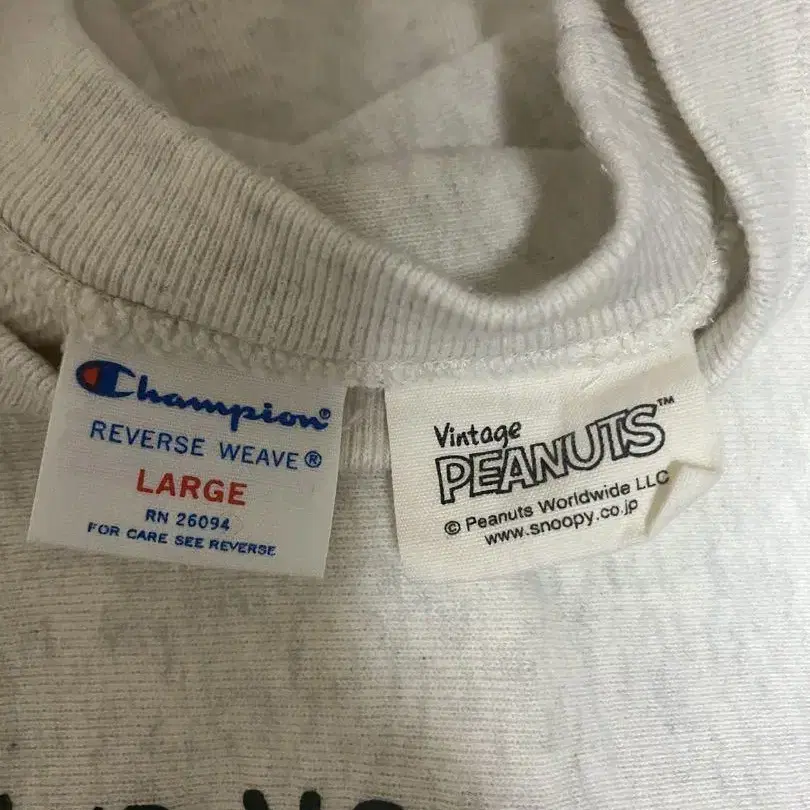 Champion®
REVERSE WEAVE®
LARGE
RN 26094
FOR CARE SEE REVERSE
Vintage
PEANUTS™
© Peanuts Worldwide LLC
www.snoopy.co.jp